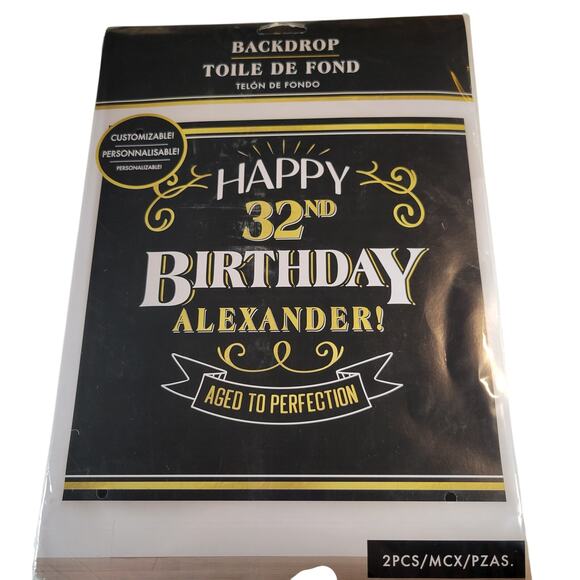 BACKDROP
TOILE DE FOND
TELÓN DE FONDO
CUSTOMIZABLE!
PERSONNALISABLE!
PERSONALIZABLE!
HAPPY
32ND
BIRTHDAY
ALEXANDER!
AGED TO PERFECTION
2PCS/MCX/PZAS.